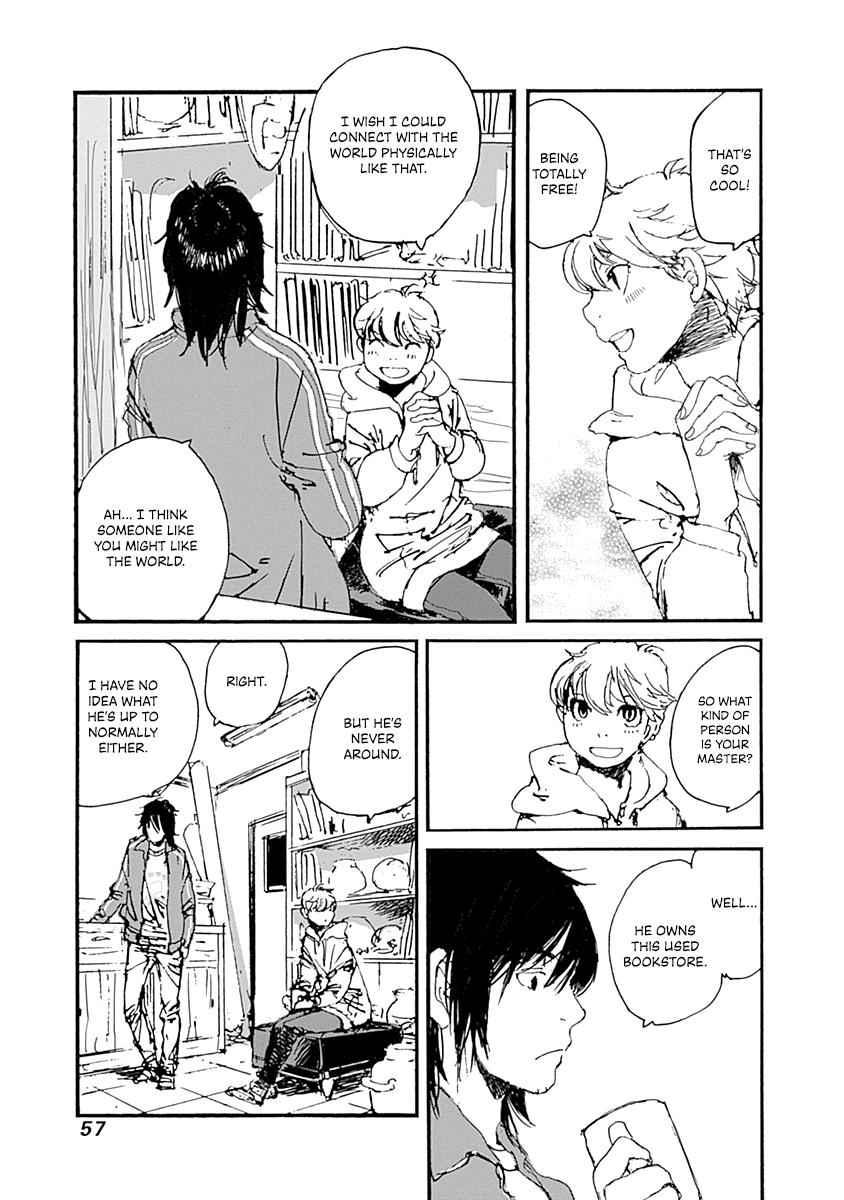 THAT'S
SO
COOL!
BEING
TOTALLY
FREE!
I WISH I COULD
CONNECT WITH THE
WORLD PHYSICALLY
LIKE THAT.
AH... I THINK
SOMEONE LIKE
YOU MIGHT LIKE
THE WORLD.
SO WHAT
KIND OF
PERSON
IS YOUR
MASTER?
WELL...
HE OWNS
THIS USED
BOOKSTORE.
BUT HE'S
NEVER
AROUND.
RIGHT.
I HAVE NO
IDEA WHAT
HE'S UP TO
NORMALLY
EITHER.
57